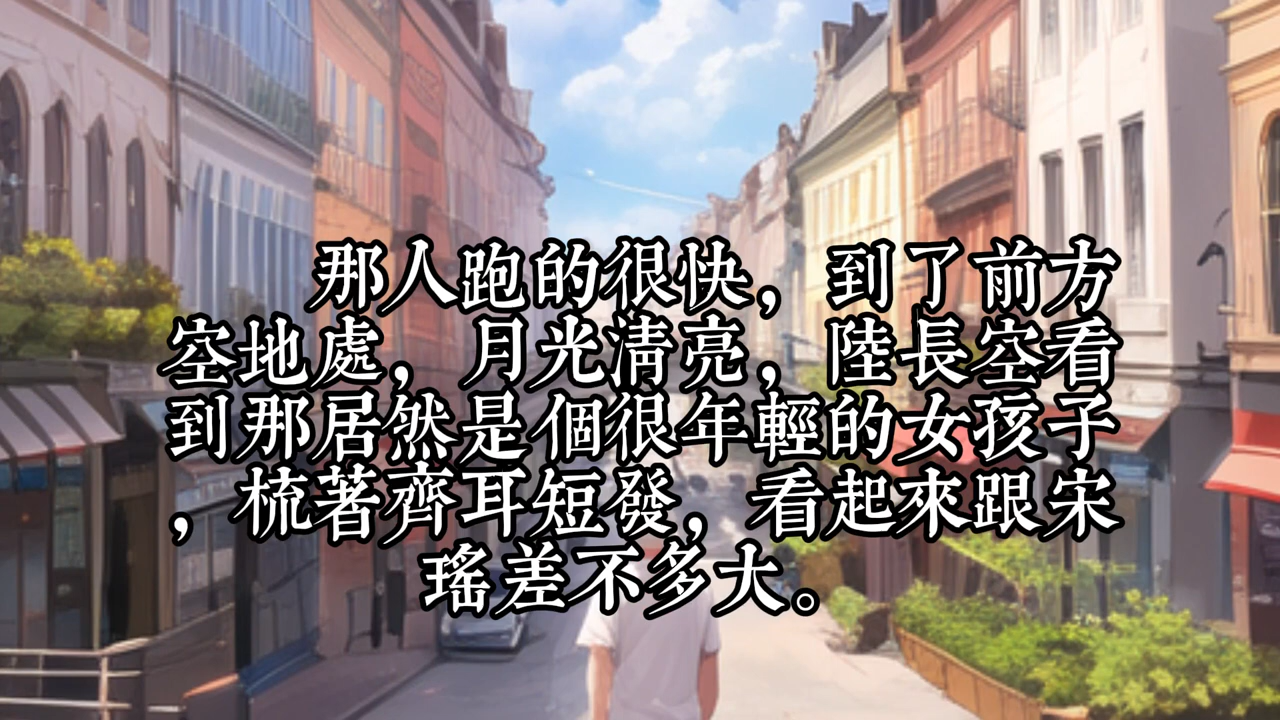 那人跑的很快，到了前方
空地處，月光清亮，陸長空看
到那居然是個很年輕的女孩子
，梳著齊耳短發，看起來跟宋
瑤差不多大。